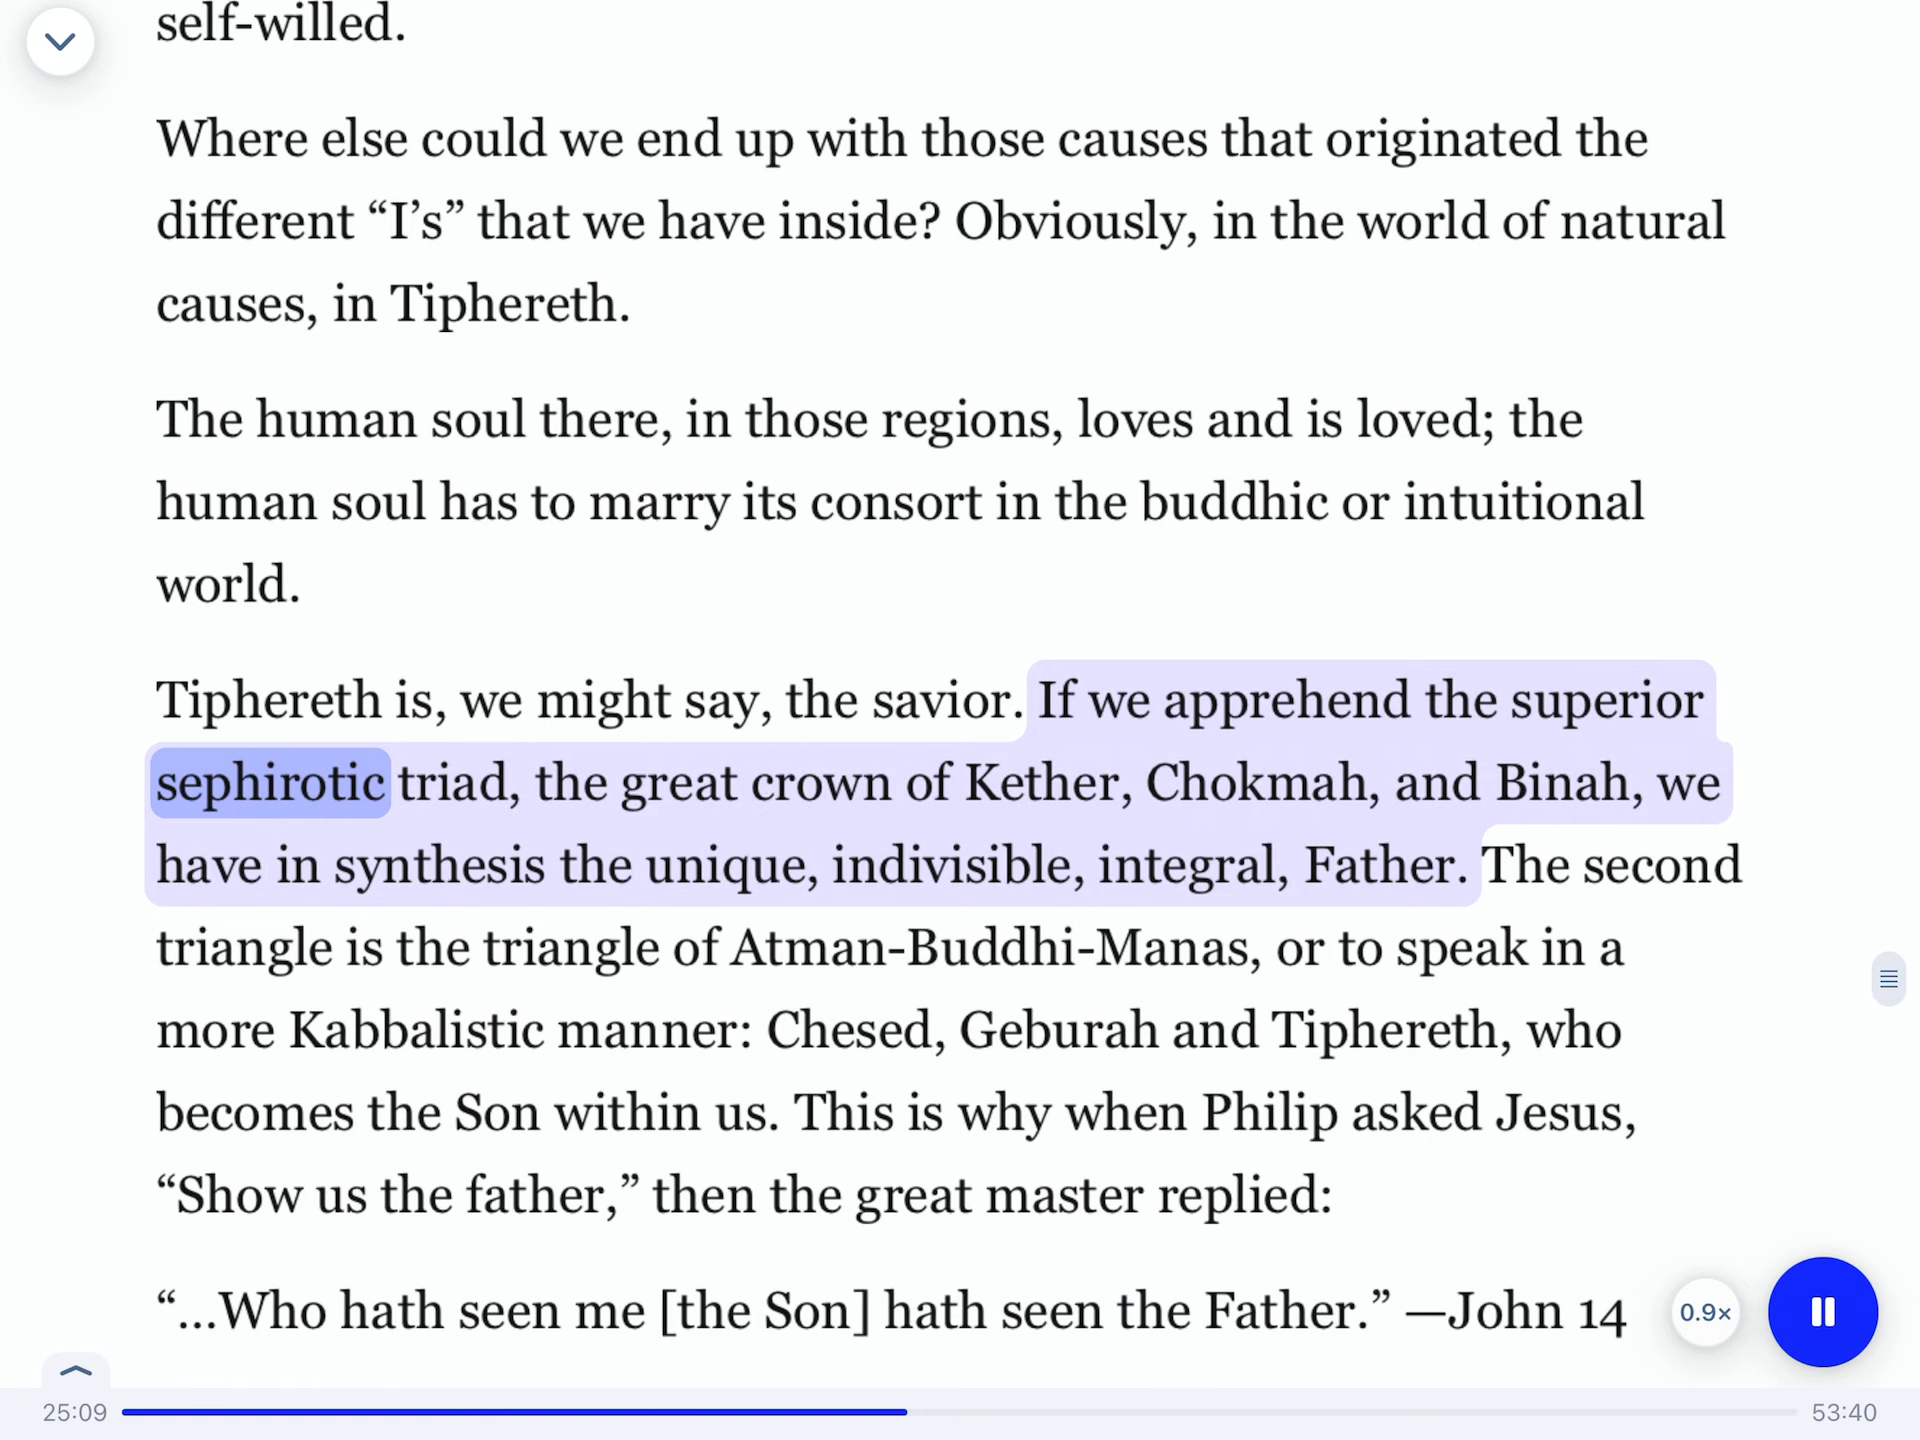 self-willed.
Where else could we end up with those causes that originated the
different “I’s” that we have inside? Obviously, in the world of natural
causes, in Tiphereth.
The human soul there, in those regions, loves and is loved; the
human soul has to marry its consort in the buddhic or intuitional
world.
Tiphereth is, we might say, the savior. If we apprehend the superior
sephirotic triad, the great crown of Kether, Chokmah, and Binah, we
have in synthesis the unique, indivisible, integral, Father. The second
triangle is the triangle of Atman-Buddhi-Manas, or to speak in a
more Kabbalistic manner: Chesed, Geburah and Tiphereth, who
becomes the Son within us. This is why when Philip asked Jesus,
“Show us the father,” then the great master replied:
“...Who hath seen me [the Son] hath seen the Father.” —John 14
0.9×
25:09
53:40